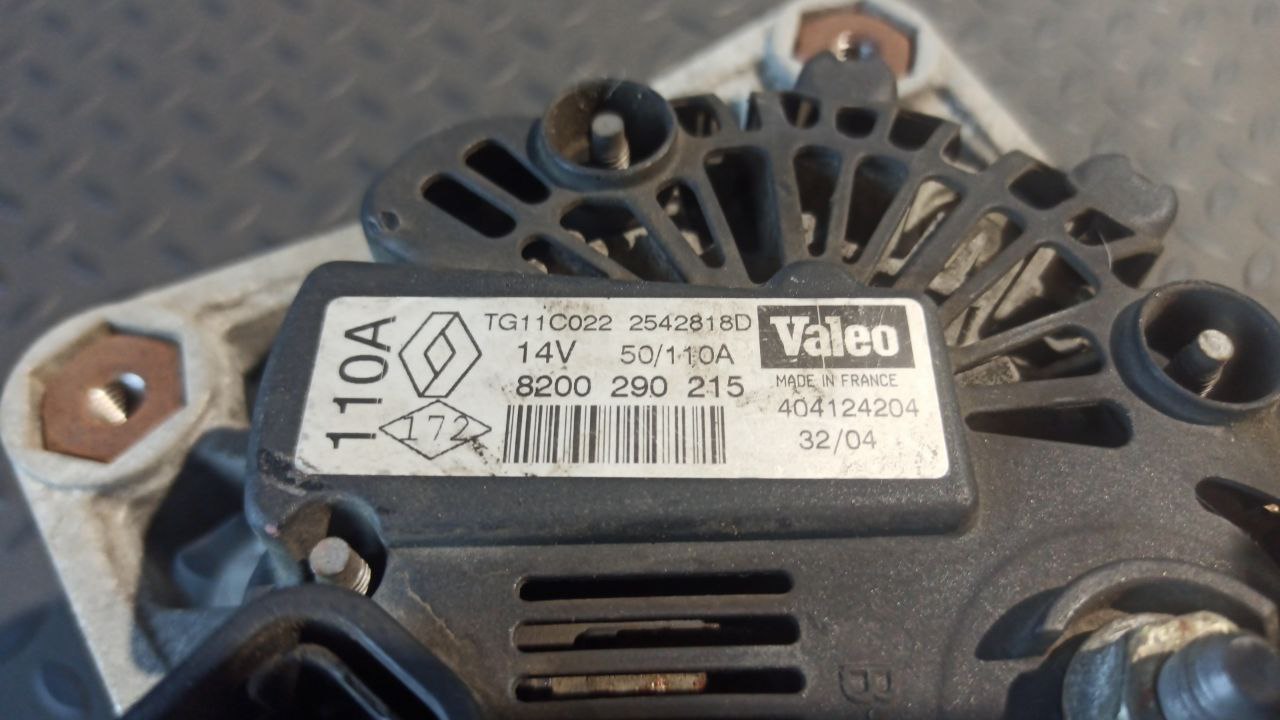 110A
TG11C022 2542818D
Valeo
14V 50/110A
MADE IN FRANCE
8200 290 215
404124204
172
32/04
B